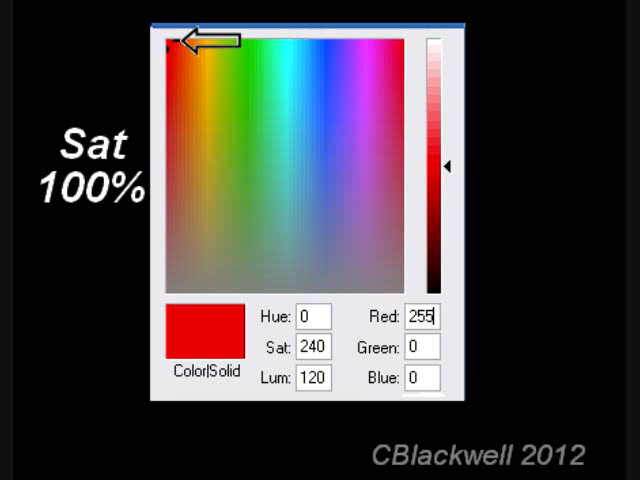 Sat
100%
Hue: 0
Red: 255
Sat: 240
Green: 0
Color|Solid
Lum: 120
Blue: 0
CBlackwell 2012